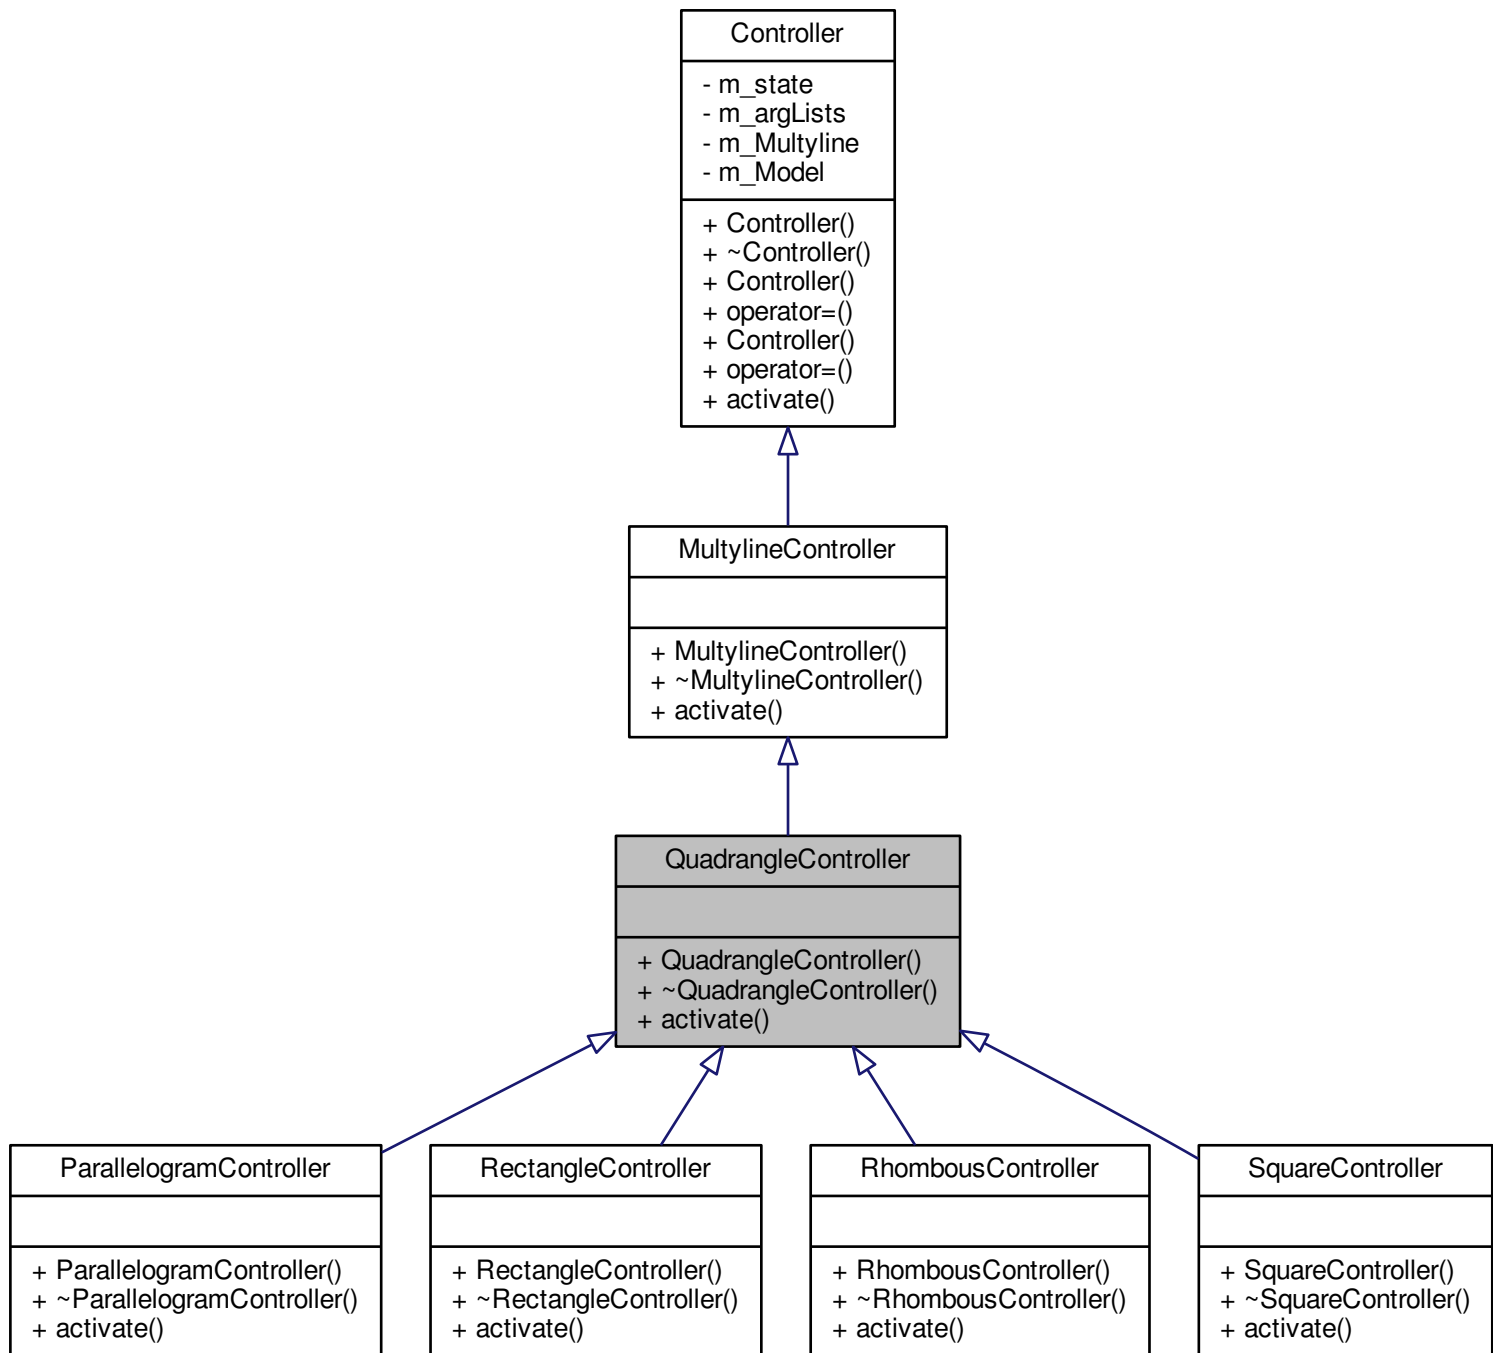 Controller
- m_state
- m_argLists
- m_Multyline
- m_Model
+ Controller()
+ ~Controller()
+ Controller()
+ operator=()
+ Controller()
+ operator=()
+ activate()
MultylineController
+ MultylineController()
+ ~MultylineController()
+ activate()
QuadrangleController
+ QuadrangleController()
+ ~QuadrangleController()
+ activate()
ParallelogramController
+ ParallelogramController()
+ ~ParallelogramController()
+ activate()
RectangleController
+ RectangleController()
+ ~RectangleController()
+ activate()
RhombousController
+ RhombousController()
+ ~RhombousController()
+ activate()
SquareController
+ SquareController()
+ ~SquareController()
+ activate()